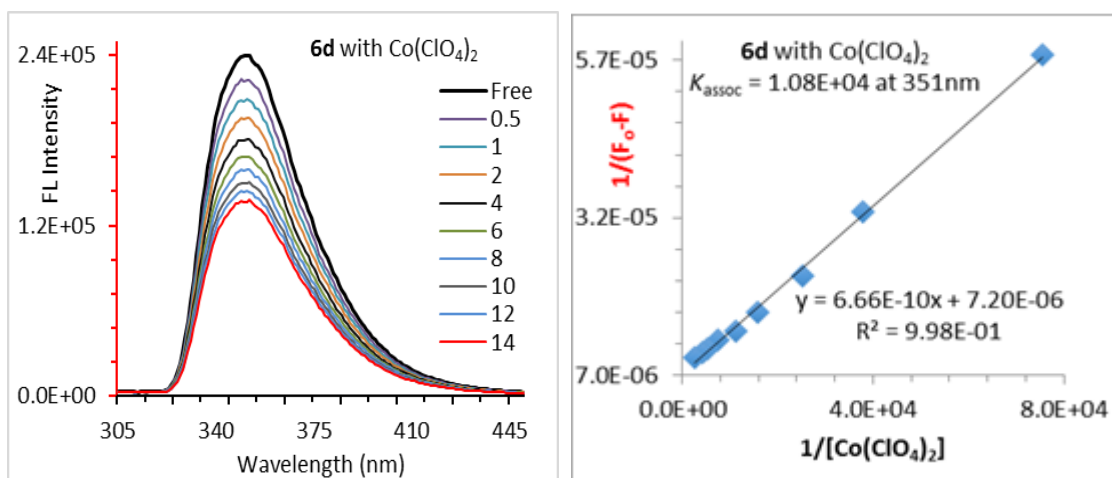 6d with Co(ClO₄)₂
2.4E+05
1.2E+05
0.0E+00
FL Intensity
Free
0.5
1
2
4
6
8
10
12
14
305
340
375
410
445
Wavelength (nm)
6d with Co(ClO₄)₂
Kassoc = 1.08E+04 at 351nm
5.7E-05
3.2E-05
7.0E-06
1/(Fₒ-F)
y = 6.66E-10x + 7.20E-06
R² = 9.98E-01
0.0E+00
4.0E+04
8.0E+04
1/[Co(ClO₄)₂]